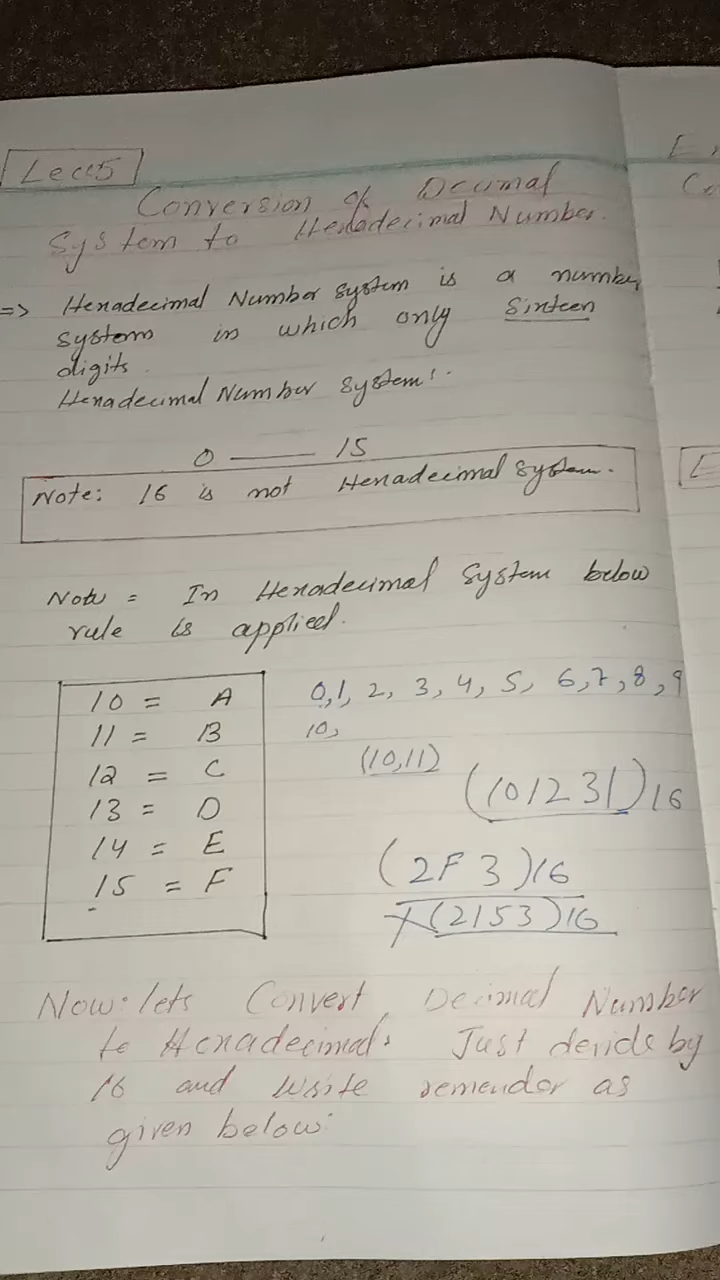 Lec 5
Conversion of Decimal
System to Hexadecimal Number.
=> Hexadecimal Number System is a number
system in which only Sixteen
digits.
Hexadecimal Number System:.
0 —— 15
Note: 16 is not Hexadecimal System.
Note = In Hexadecimal System below
rule is applied.
10 = A
11 = B
12 = C
13 = D
14 = E
15 = F
0,1, 2, 3, 4, 5, 6,7,8,9
10,
(10,11)
(101231)16
(2F3)16
(2153)16
Now lets Convert Decimal Number
to Hexadecimal. Just devide by
16 and write remender as
given below: